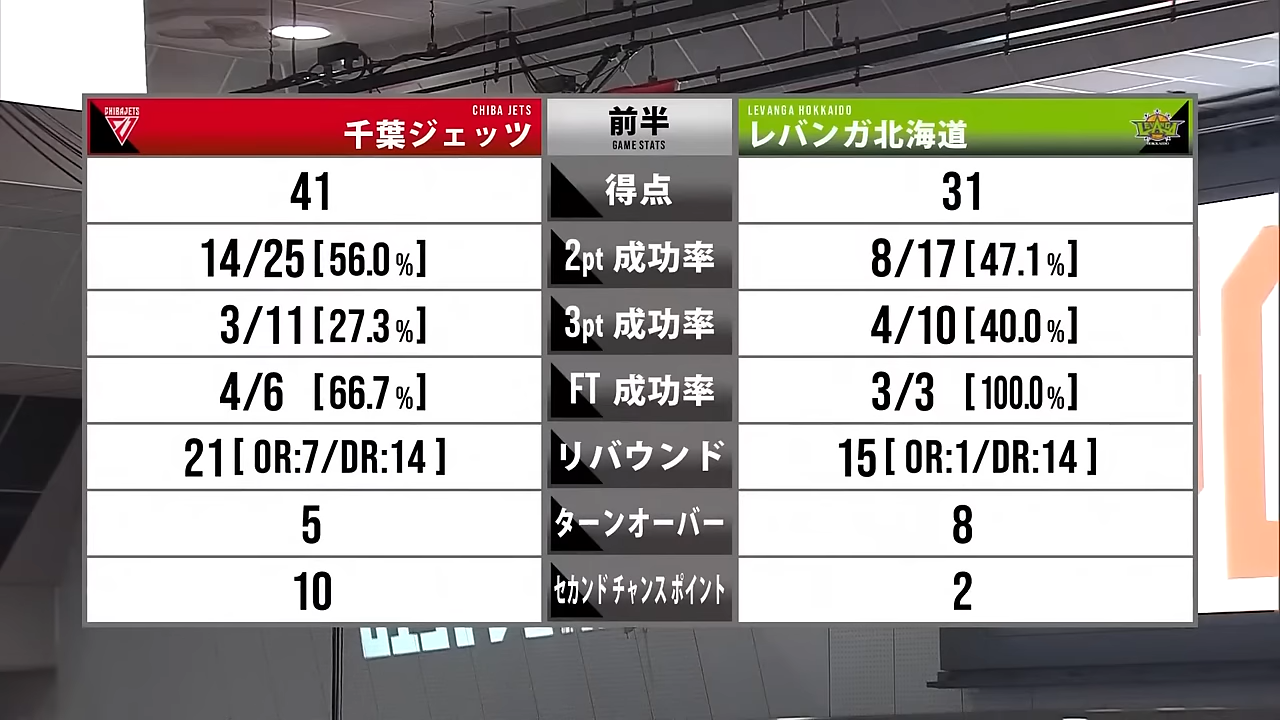 CHIBAJETS
CHIBA JETS
千葉ジェッツ
前半
GAME STATS
LEVANGA HOKKAIDO
レバンガ北海道
LEVANGA
HOKKAIDO
41 得点 31
14/25 [56.0%] 2pt 成功率 8/17 [47.1%]
3/11 [27.3%] 3pt 成功率 4/10 [40.0%]
4/6 [66.7%] FT 成功率 3/3 [100.0%]
21 [ OR:7/DR:14 ] リバウンド 15 [ OR:1/DR:14 ]
5 ターンオーバー 8
10 セカンド チャンス ポイント 2